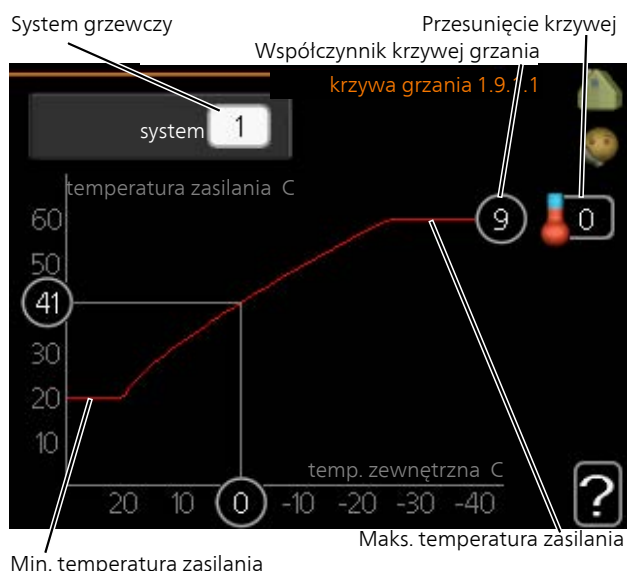 System grzewczy
Przesunięcie krzywej
Współczynnik krzywej grzania
krzywa grzania 1.9.1.1
system 1
temperatura zasilania C
60
9
0
50
41
30
20
10
temp. zewnętrzna C
20 10 0 -10 -20 -30 -40
?
Maks. temperatura zasilania
Min. temperatura zasilania